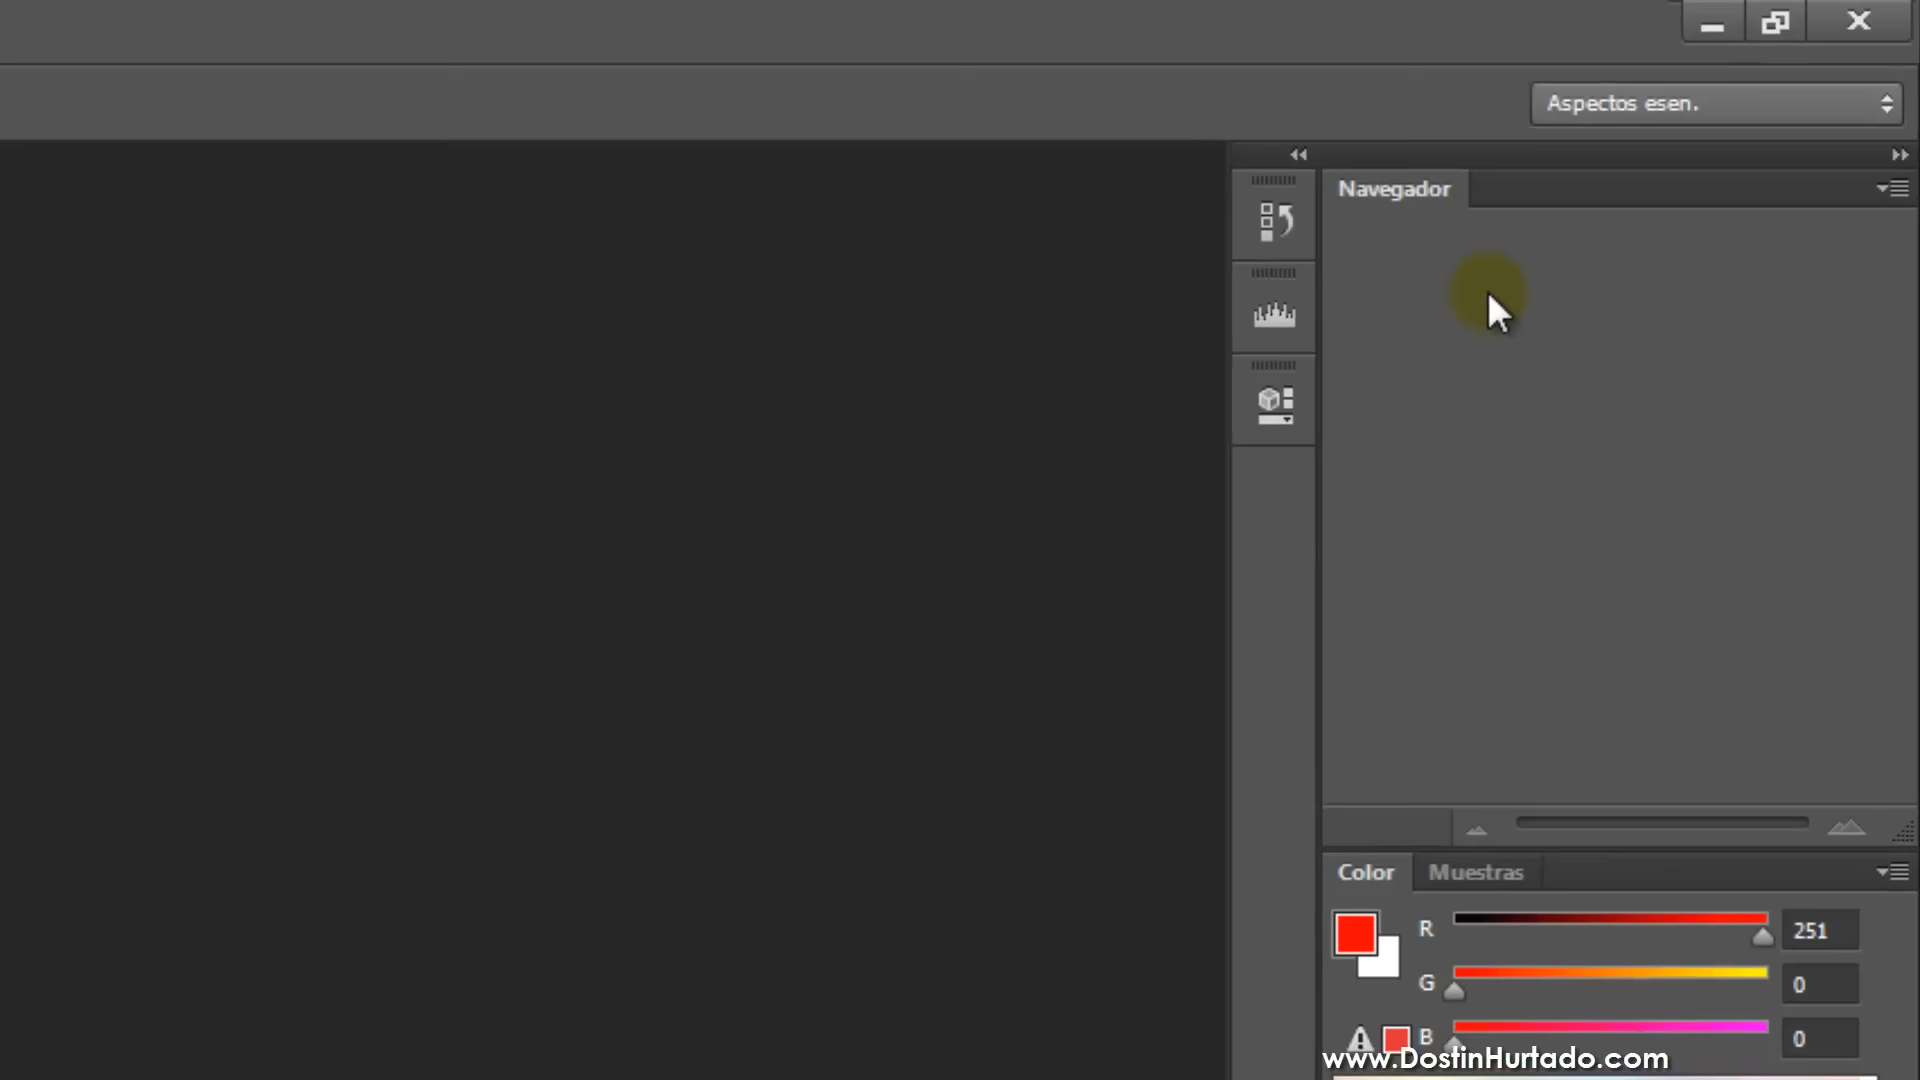 Aspectos esen.
Navegador
Color Muestras
R 251
G 0
B 0
www.DostinHurtado.com